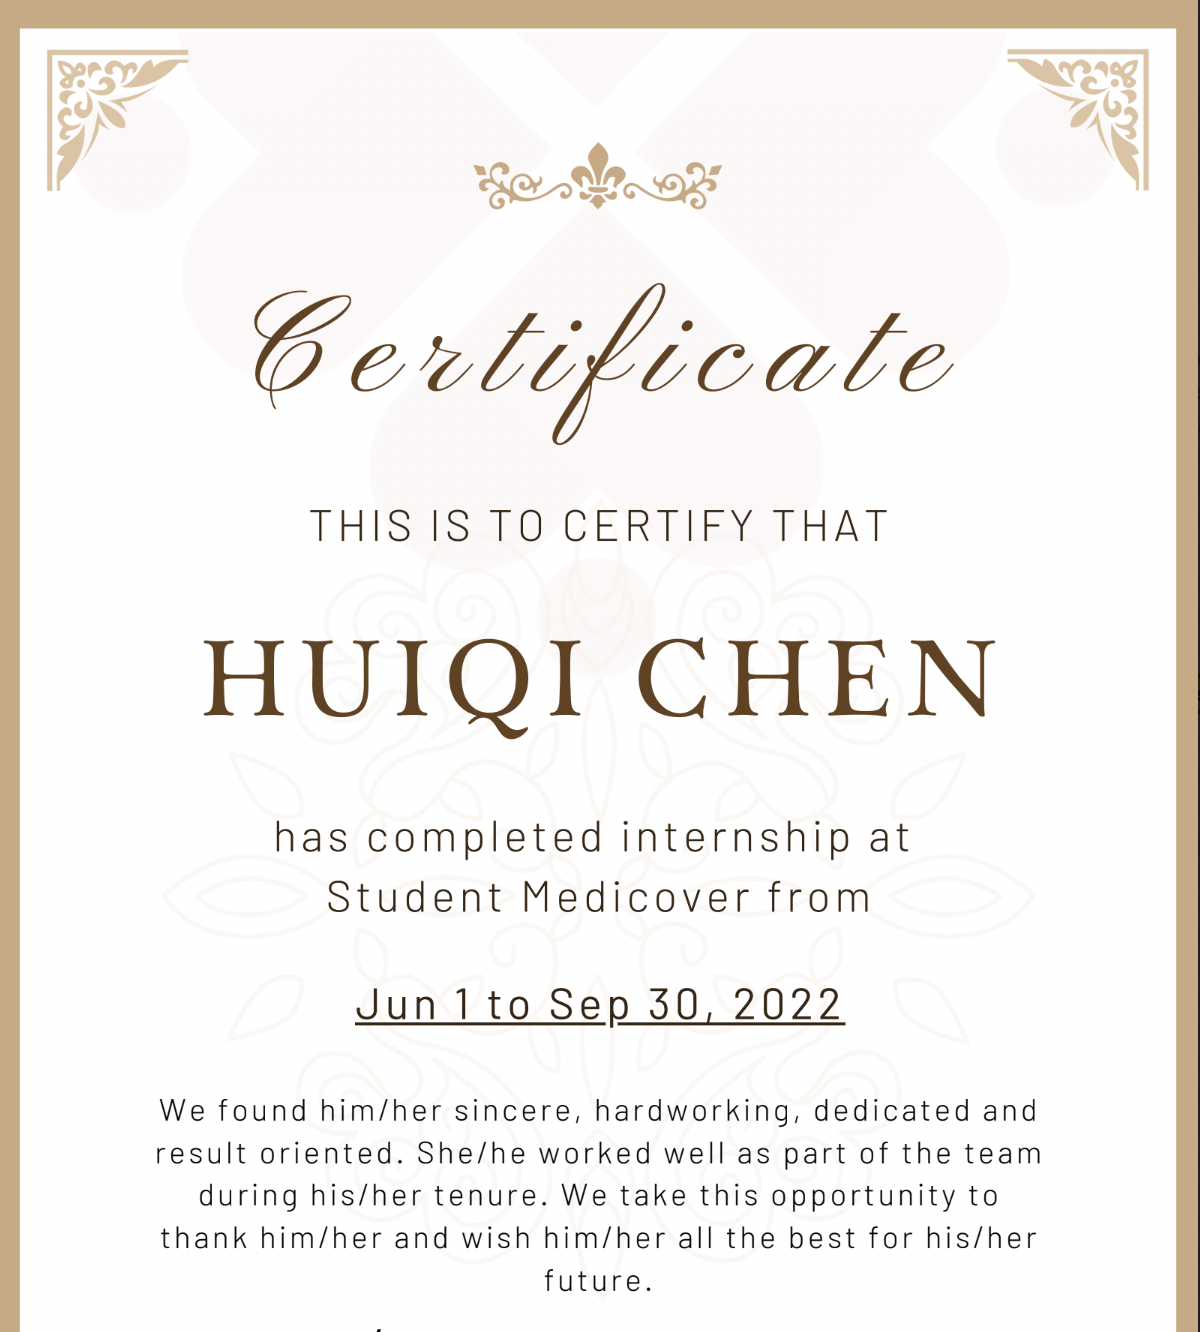 Certificate
THIS IS TO CERTIFY THAT
HUIQI CHEN
has completed internship at
Student Medicover from
Jun 1 to Sep 30, 2022
We found him/her sincere, hardworking, dedicated and
result oriented. She/he worked well as part of the team
during his/her tenure. We take this opportunity to
thank him/her and wish him/her all the best for his/her
future.